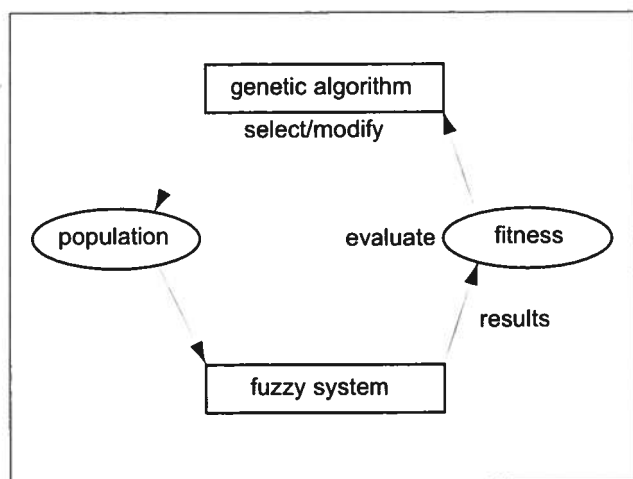 genetic algorithm
select/modify
population
evaluate
fitness
results
fuzzy system